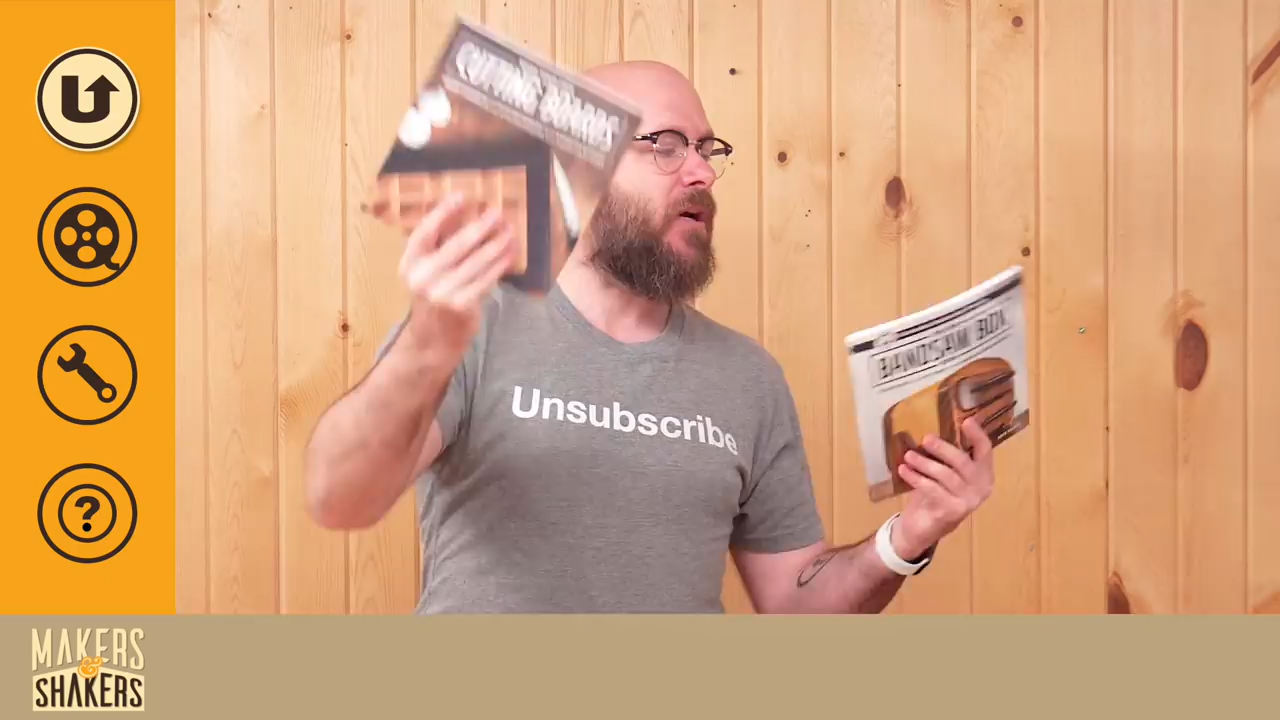 CUTTING BOARDS
BANDSAW BOX
Unsubscribe
?
MAKERS
&
SHAKERS